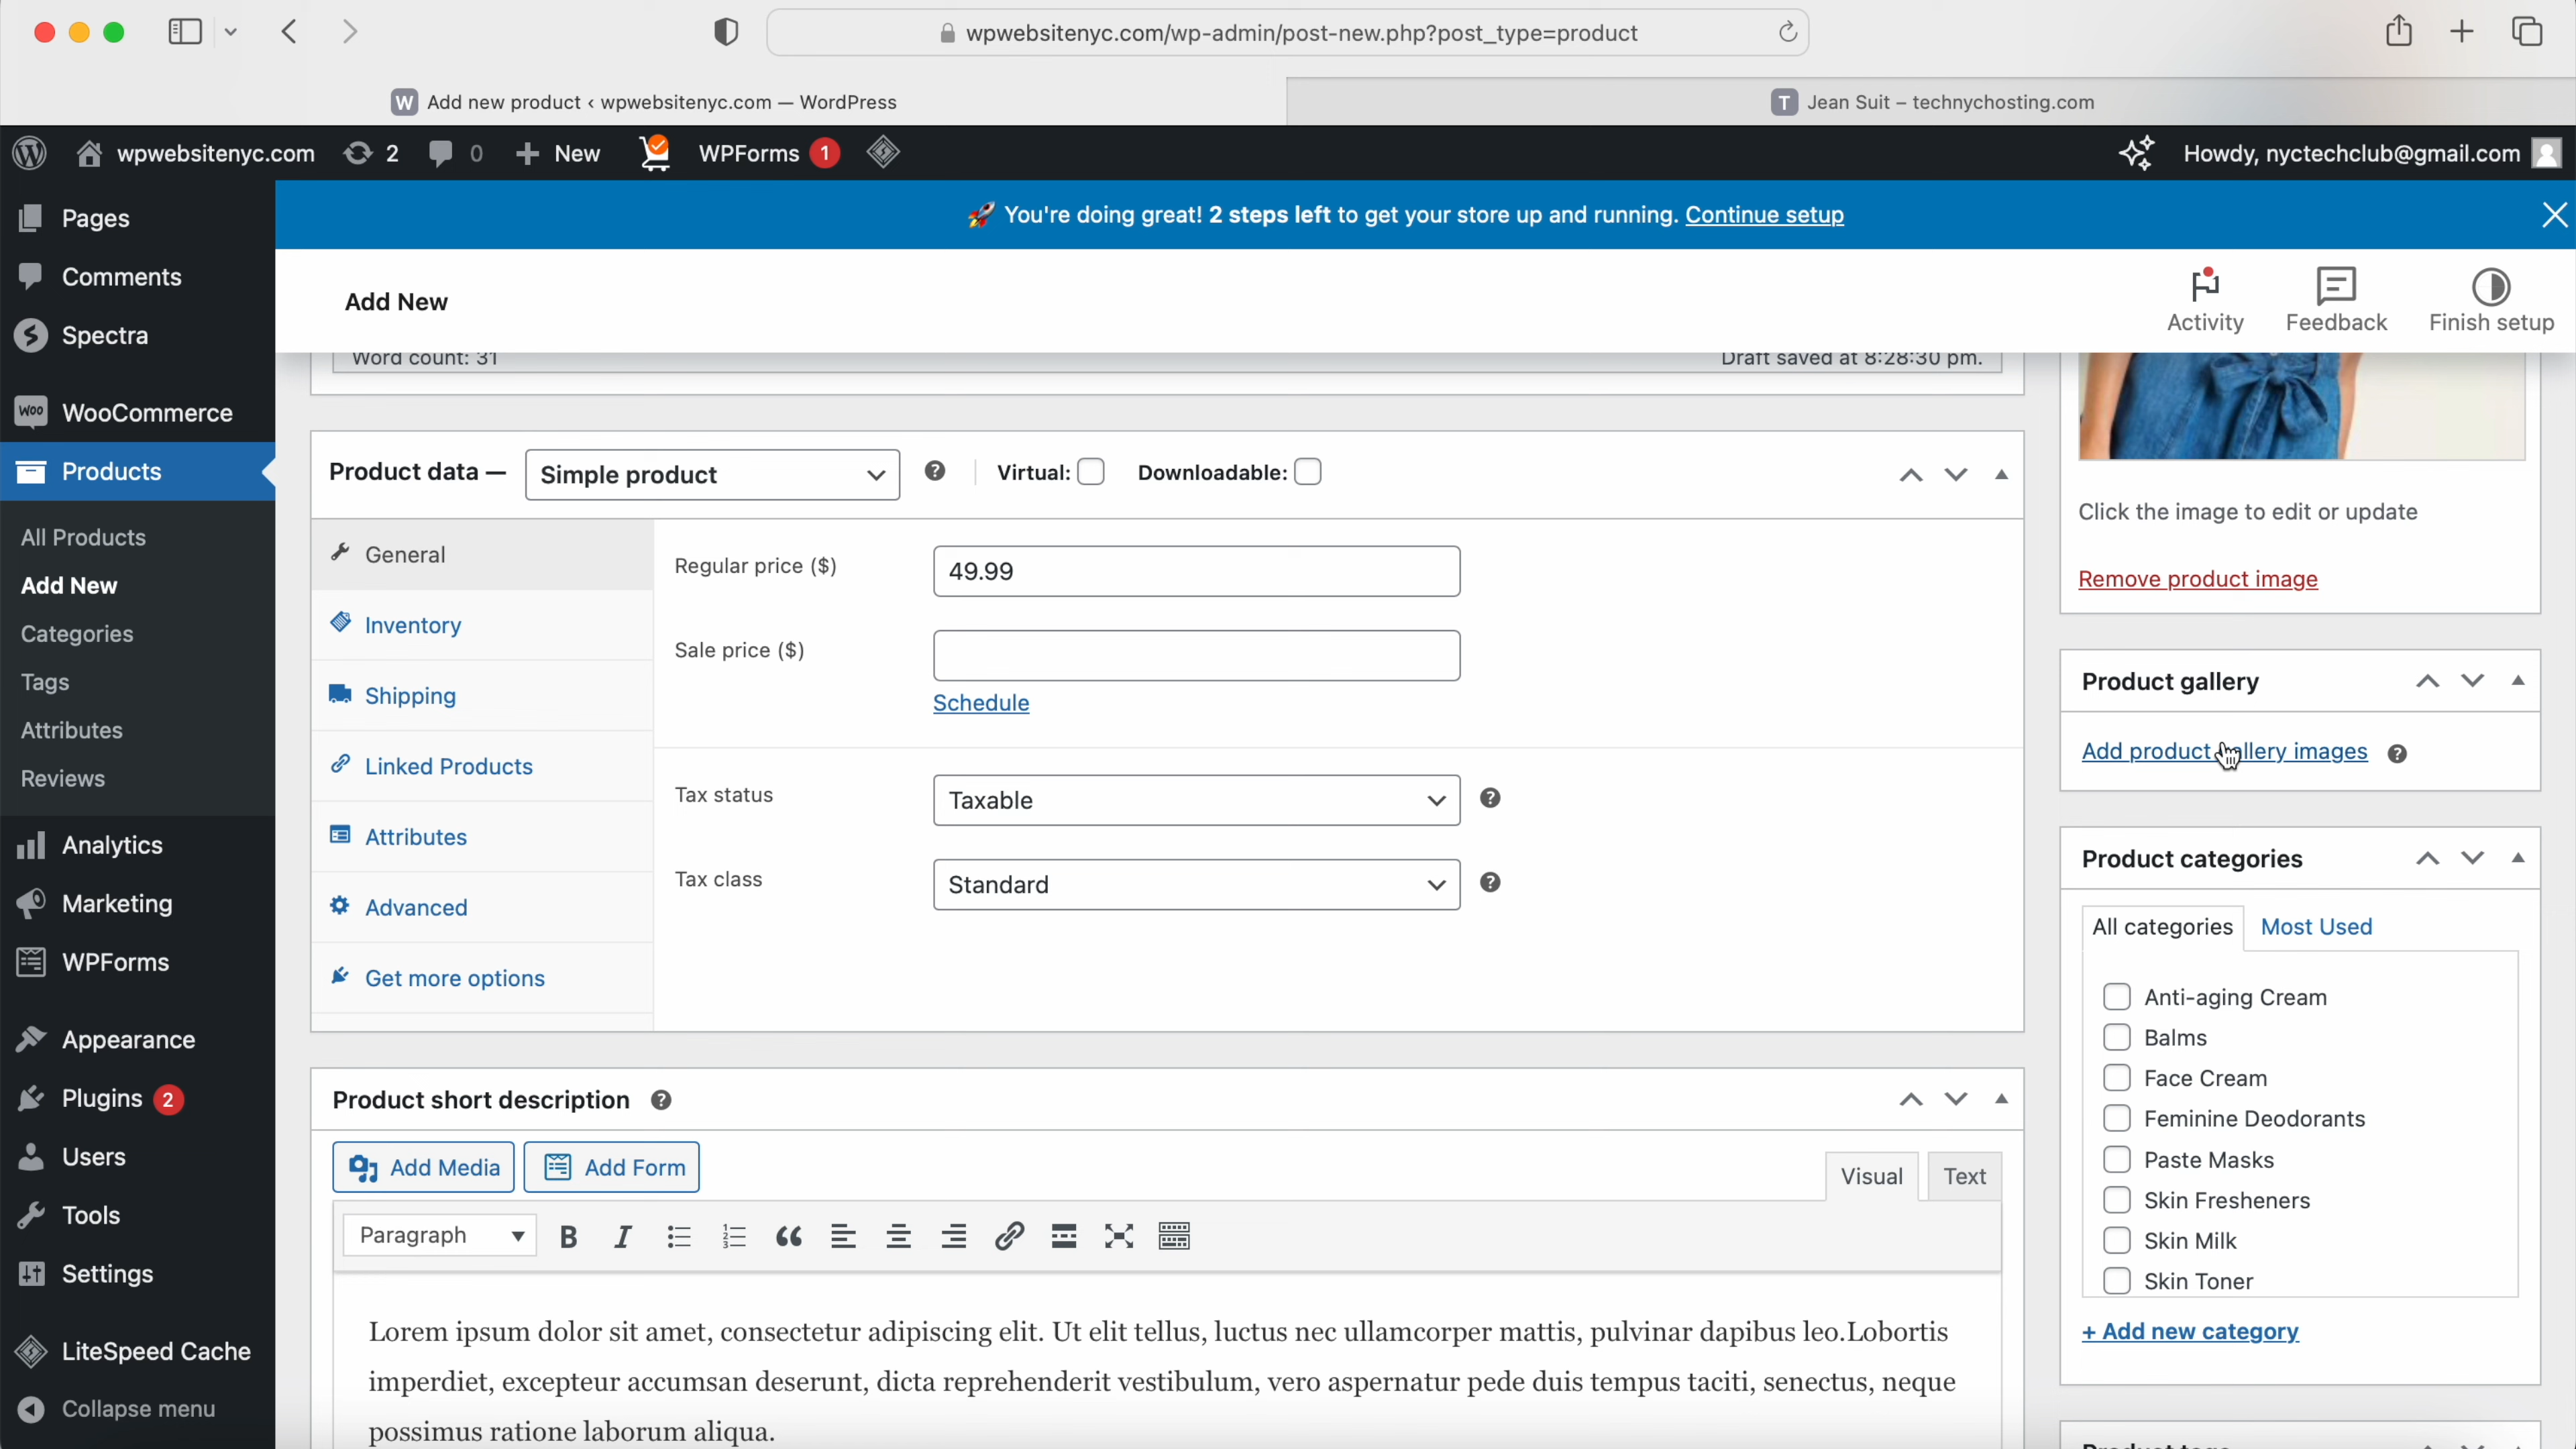 wpwebsitenyc.com/wp-admin/post-new.php?post_type=product
W Add new product ‹ wpwebsitenyc.com — WordPress
T Jean Suit – technychosting.com
wpwebsitenyc.com 2 0 New WPForms 1
Howdy, nyctechclub@gmail.com
🚀 You're doing great! 2 steps left to get your store up and running. Continue setup
Add New
Activity
Feedback
Finish setup
Pages
Comments
Spectra
WooCommerce
Products
All Products
Add New
Categories
Tags
Attributes
Reviews
Analytics
Marketing
WPForms
Appearance
Plugins 2
Users
Tools
Settings
LiteSpeed Cache
Collapse menu
Word count: 31
Draft saved at 8:28:30 pm.
Product data — Simple product Virtual: Downloadable:
General
Inventory
Shipping
Linked Products
Attributes
Advanced
Get more options
Regular price ($) 49.99
Sale price ($)
Schedule
Tax status Taxable
Tax class Standard
Product short description
Add Media Add Form
Visual Text
Paragraph
Lorem ipsum dolor sit amet, consectetur adipiscing elit. Ut elit tellus, luctus nec ullamcorper mattis, pulvinar dapibus leo.Lobortis
imperdiet, excepteur accumsan deserunt, dicta reprehenderit vestibulum, vero aspernatur pede duis tempus taciti, senectus, neque
possimus ratione laborum aliqua.
Click the image to edit or update
Remove product image
Product gallery
Add product gallery images
Product categories
All categories Most Used
Anti-aging Cream
Balms
Face Cream
Feminine Deodorants
Paste Masks
Skin Fresheners
Skin Milk
Skin Toner
+ Add new category